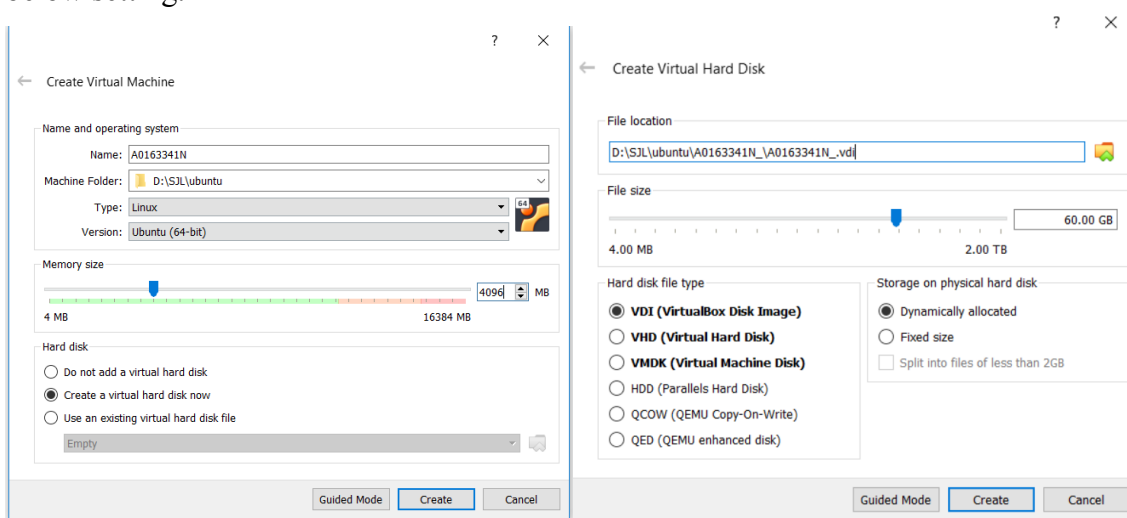 ? ×
← Create Virtual Machine
Name and operating system
Name: A0163341N
Machine Folder: D:\SJL\ubuntu
Type: Linux
64
Version: Ubuntu (64-bit)
Memory size
4096 MB
4 MB 16384 MB
Hard disk
Do not add a virtual hard disk
Create a virtual hard disk now
Use an existing virtual hard disk file
Empty
Guided Mode Create Cancel
? ×
← Create Virtual Hard Disk
File location
D:\SJL\ubuntu\A0163341N_\A0163341N_.vdi
File size
60.00 GB
4.00 MB 2.00 TB
Hard disk file type
VDI (VirtualBox Disk Image)
VHD (Virtual Hard Disk)
VMDK (Virtual Machine Disk)
HDD (Parallels Hard Disk)
QCOW (QEMU Copy-On-Write)
QED (QEMU enhanced disk)
Storage on physical hard disk
Dynamically allocated
Fixed size
Split into files of less than 2GB
Guided Mode Create Cancel